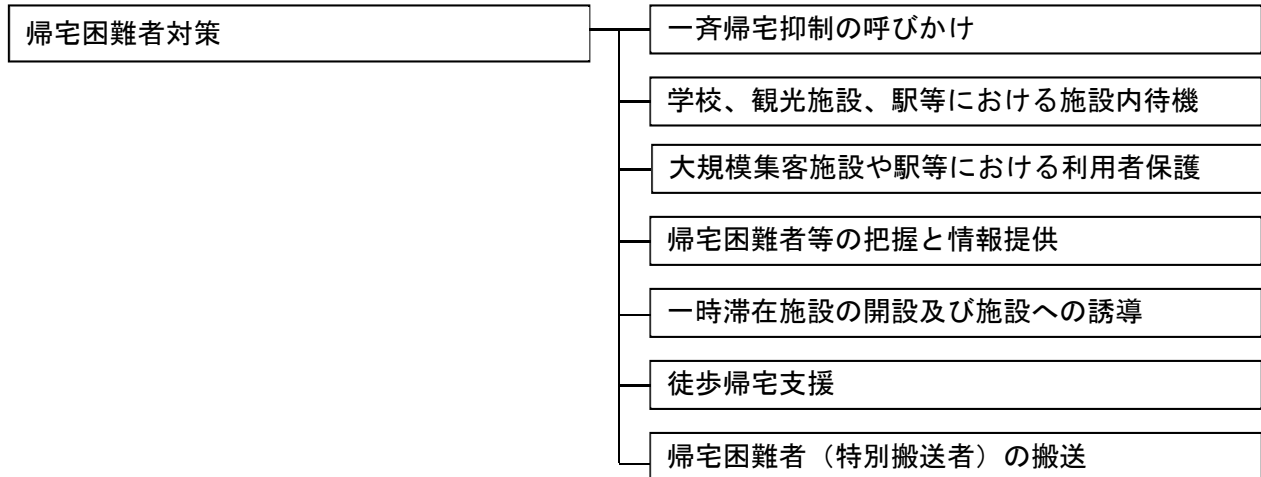 帰宅困難者対策
一斉帰宅抑制の呼びかけ
学校、観光施設、駅等における施設内待機
大規模集客施設や駅等における利用者保護
帰宅困難者等の把握と情報提供
一時滞在施設の開設及び施設への誘導
徒歩帰宅支援
帰宅困難者（特別搬送者）の搬送